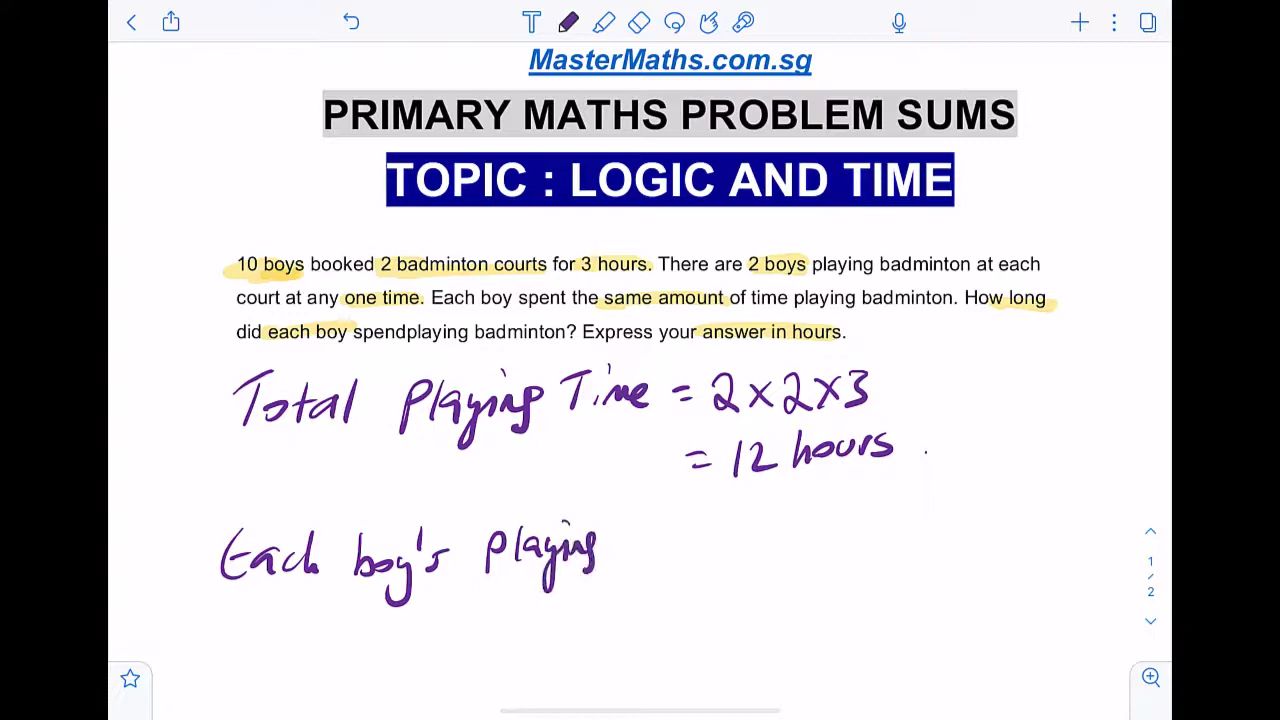 MasterMaths.com.sg
PRIMARY MATHS PROBLEM SUMS
TOPIC : LOGIC AND TIME
10 boys booked 2 badminton courts for 3 hours. There are 2 boys playing badminton at each
court at any one time. Each boy spent the same amount of time playing badminton. How long
did each boy spendplaying badminton? Express your answer in hours.
Total Playing Time = 2 × 2 × 3
= 12 hours
Each boy's Playing
1
/
2